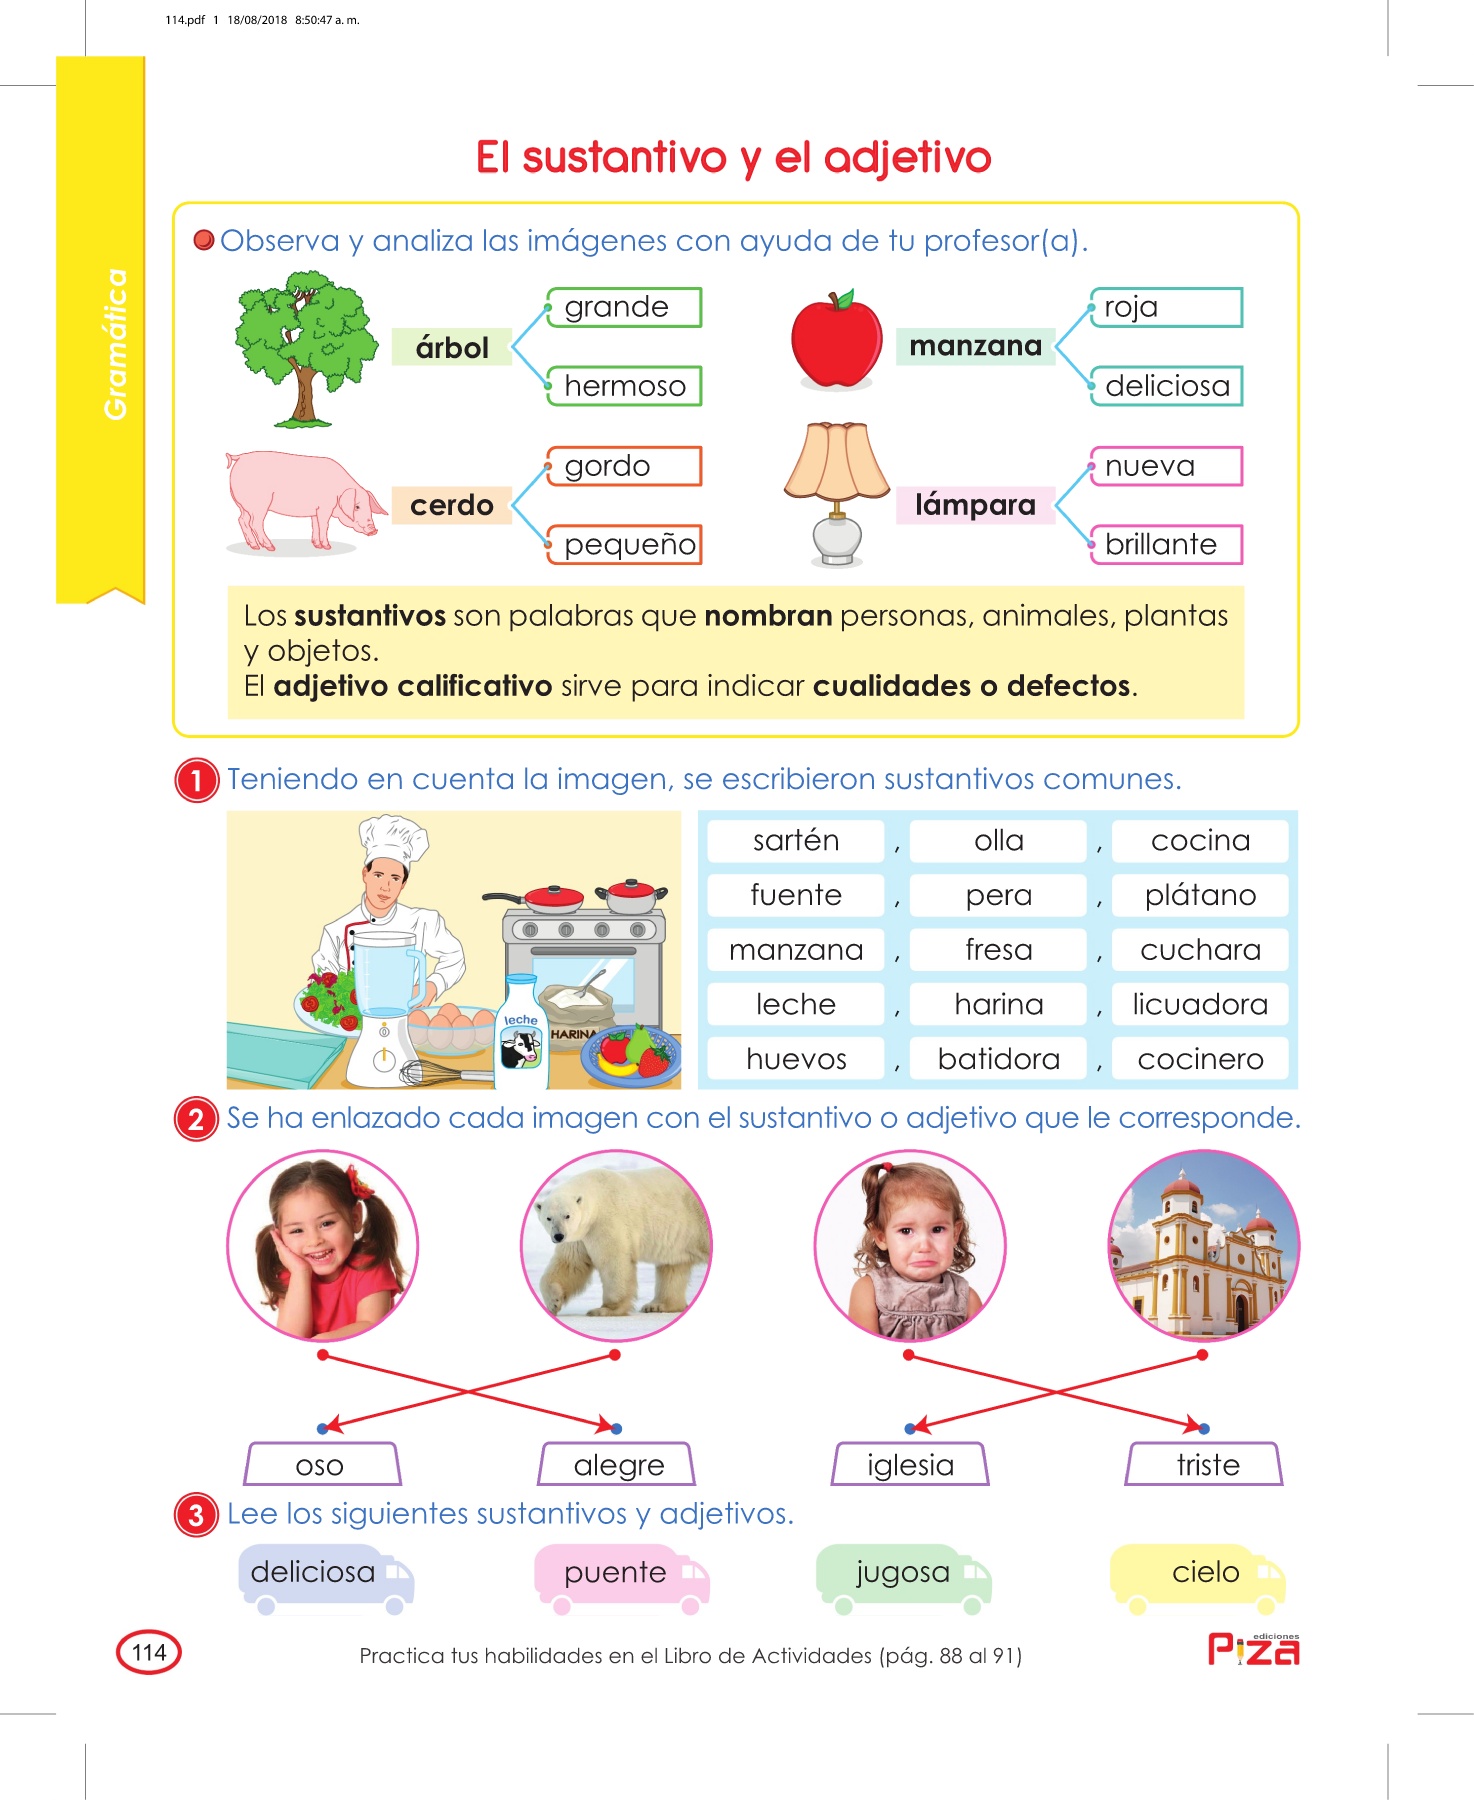 114.pdf 1 18/08/2018 8:50:47 a. m.
Gramática
El sustantivo y el adjetivo
Observa y analiza las imágenes con ayuda de tu profesor(a).
árbol
grande
hermoso
manzana
roja
deliciosa
cerdo
gordo
pequeño
lámpara
nueva
brillante
Los sustantivos son palabras que nombran personas, animales, plantas
y objetos.
El adjetivo calificativo sirve para indicar cualidades o defectos.
1 Teniendo en cuenta la imagen, se escribieron sustantivos comunes.
leche
HARINA
sartén , olla , cocina
fuente , pera , plátano
manzana , fresa , cuchara
leche , harina , licuadora
huevos , batidora , cocinero
2 Se ha enlazado cada imagen con el sustantivo o adjetivo que le corresponde.
oso alegre iglesia triste
3 Lee los siguientes sustantivos y adjetivos.
deliciosa puente jugosa cielo
114
Practica tus habilidades en el Libro de Actividades (pág. 88 al 91)
ediciones
PIZA